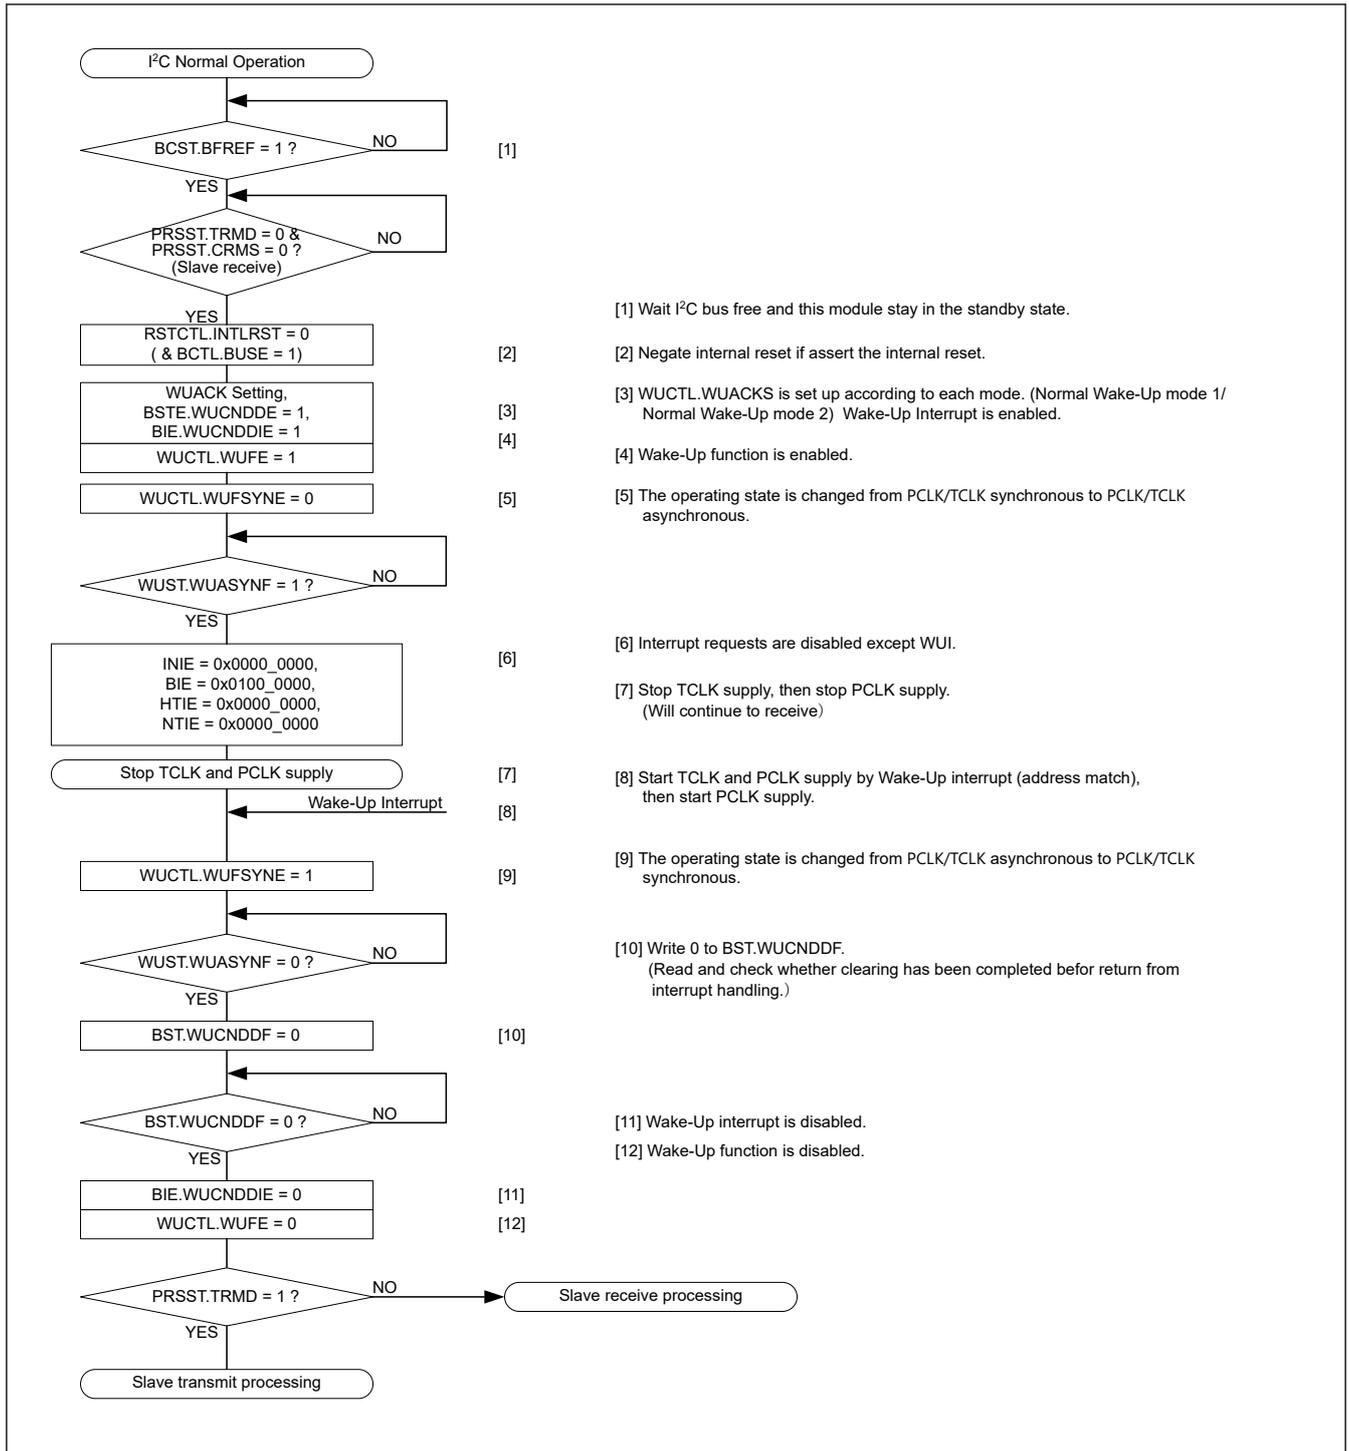 I²C Normal Operation
BCST.BFREF = 1 ?
NO
[1]
YES
PRSST.TRMD = 0 &
PRSST.CRMS = 0 ?
(Slave receive)
NO
YES
RSTCTL.INTLRST = 0
( & BCTL.BUSE = 1)
[2]
WUACK Setting,
BSTE.WUCNDDE = 1,
BIE.WUCNDDIE = 1
[3]
[4]
WUCTL.WUFE = 1
WUCTL.WUFSYNE = 0
[5]
WUST.WUASYNF = 1 ?
NO
YES
INIE = 0x0000_0000,
BIE = 0x0100_0000,
HTIE = 0x0000_0000,
NTIE = 0x0000_0000
[6]
Stop TCLK and PCLK supply
[7]
Wake-Up Interrupt
[8]
WUCTL.WUFSYNE = 1
[9]
WUST.WUASYNF = 0 ?
NO
YES
BST.WUCNDDF = 0
[10]
BST.WUCNDDF = 0 ?
NO
YES
BIE.WUCNDDIE = 0
[11]
WUCTL.WUFE = 0
[12]
PRSST.TRMD = 1 ?
NO
Slave receive processing
YES
Slave transmit processing
[1] Wait I²C bus free and this module stay in the standby state.
[2] Negate internal reset if assert the internal reset.
[3] WUCTL.WUACKS is set up according to each mode. (Normal Wake-Up mode 1/
Normal Wake-Up mode 2) Wake-Up Interrupt is enabled.
[4] Wake-Up function is enabled.
[5] The operating state is changed from PCLK/TCLK synchronous to PCLK/TCLK
asynchronous.
[6] Interrupt requests are disabled except WUI.
[7] Stop TCLK supply, then stop PCLK supply.
(Will continue to receive）
[8] Start TCLK and PCLK supply by Wake-Up interrupt (address match),
then start PCLK supply.
[9] The operating state is changed from PCLK/TCLK asynchronous to PCLK/TCLK
synchronous.
[10] Write 0 to BST.WUCNDDF.
(Read and check whether clearing has been completed befor return from
interrupt handling.）
[11] Wake-Up interrupt is disabled.
[12] Wake-Up function is disabled.